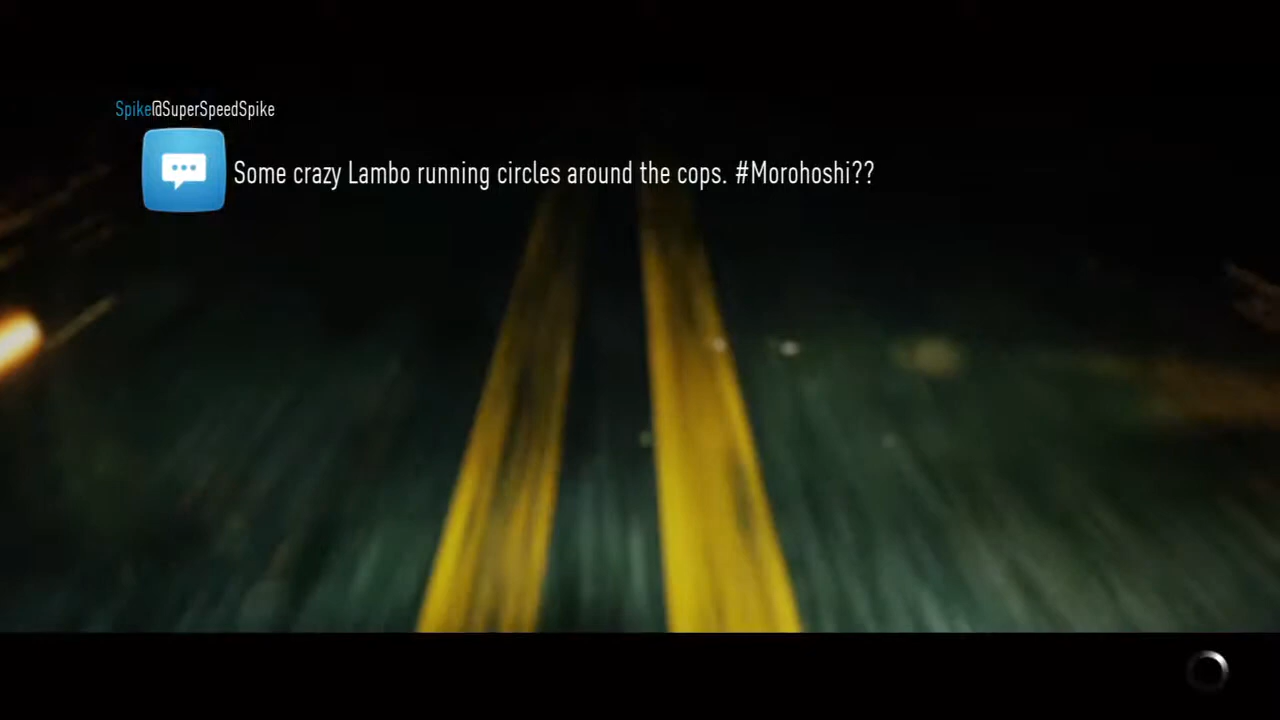 Spike@SuperSpeedSpike
Some crazy Lambo running circles around the cops. #Morohoshi??